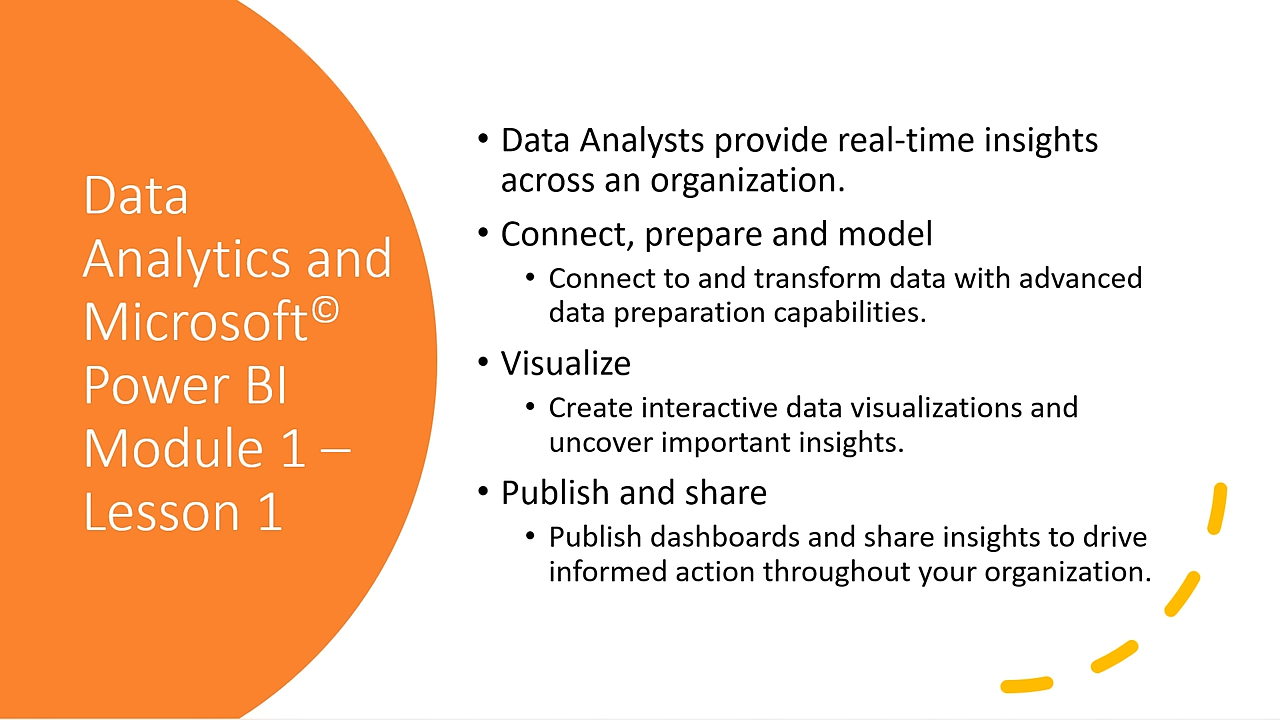 Data
Analytics and
Microsoft©
Power BI
Module 1 –
Lesson 1
• Data Analysts provide real-time insights
across an organization.
• Connect, prepare and model
• Connect to and transform data with advanced
data preparation capabilities.
• Visualize
• Create interactive data visualizations and
uncover important insights.
• Publish and share
• Publish dashboards and share insights to drive
informed action throughout your organization.